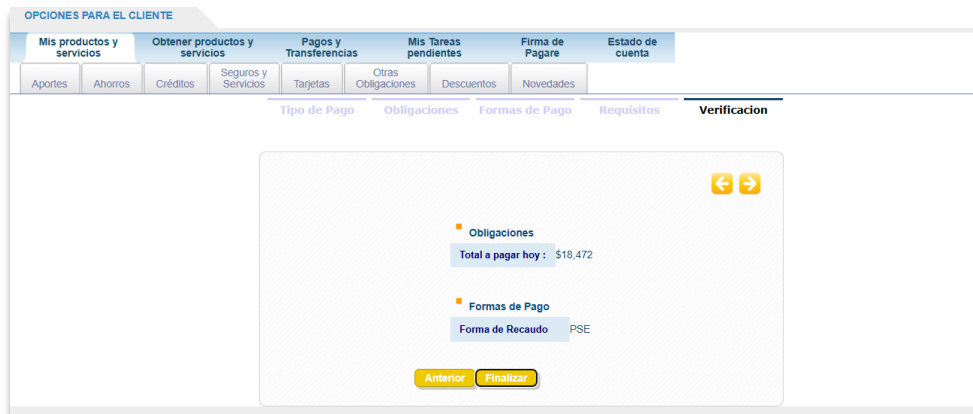 OPCIONES PARA EL CLIENTE
Mis productos y servicios
Obtener productos y servicios
Pagos y Transferencias
Mis Tareas pendientes
Firma de Pagare
Estado de cuenta
Aportes
Ahorros
Créditos
Seguros y Servicios
Tarjetas
Otras Obligaciones
Descuentos
Novedades
Tipo de Pago
Obligaciones
Formas de Pago
Requisitos
Verificacion
Obligaciones
Total a pagar hoy : $18,472
Formas de Pago
Forma de Recaudo PSE
Anterior Finalizar